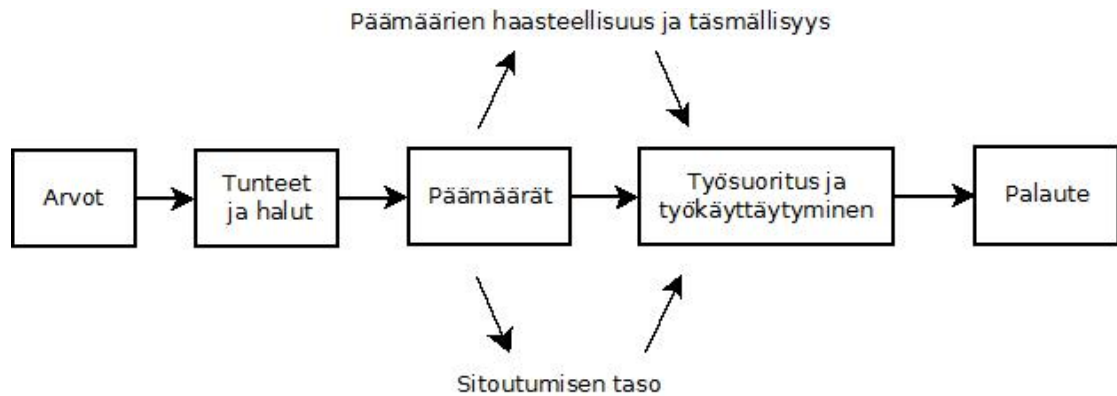 Päämäärien haasteellisuus ja täsmällisyys
Arvot
Tunteet
ja halut
Päämäärät
Työsuoritus ja
työkäyttäytyminen
Palaute
Sitoutumisen taso